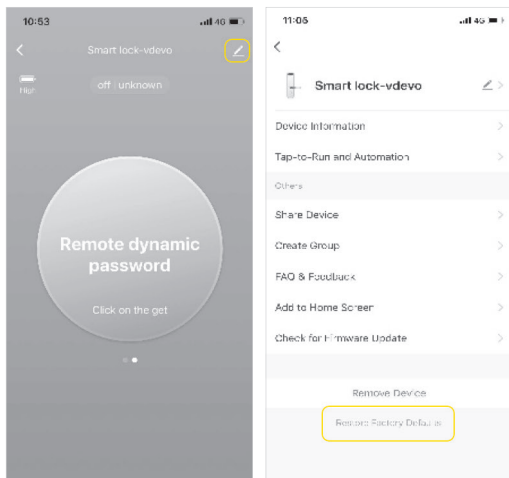 10:53
4G
Smart lock-vdevo
High
off | unknown
Remote dynamic
password
Click on the get
11:06
4G
Smart lock-vdevo
Device Information
Tap-to-Run and Automation
Others
Share Device
Create Group
FAQ & Feedback
Add to Home Screen
Check for Firmware Update
Remove Device
Restore Factory Defaults